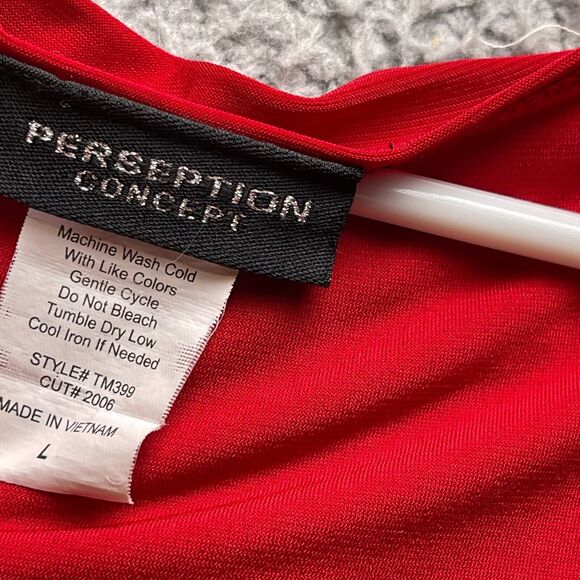 PERSEPTION
CONCEPT
Machine Wash Cold
With Like Colors
Gentle Cycle
Do Not Bleach
Tumble Dry Low
Cool Iron If Needed
STYLE# TM399
CUT# 2006
MADE IN VIETNAM
L